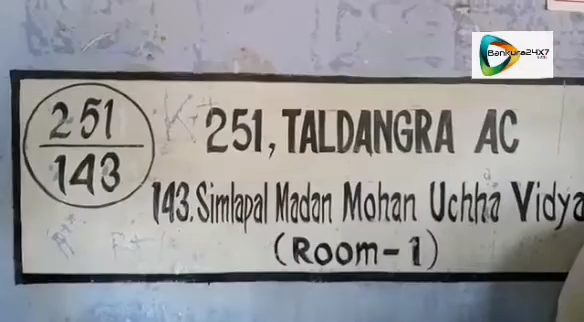 Bankura24X7
251
143
251, TALDANGRA AC
143. Simlapal Madan Mohan Uchha Vidya
(ROOM-1)